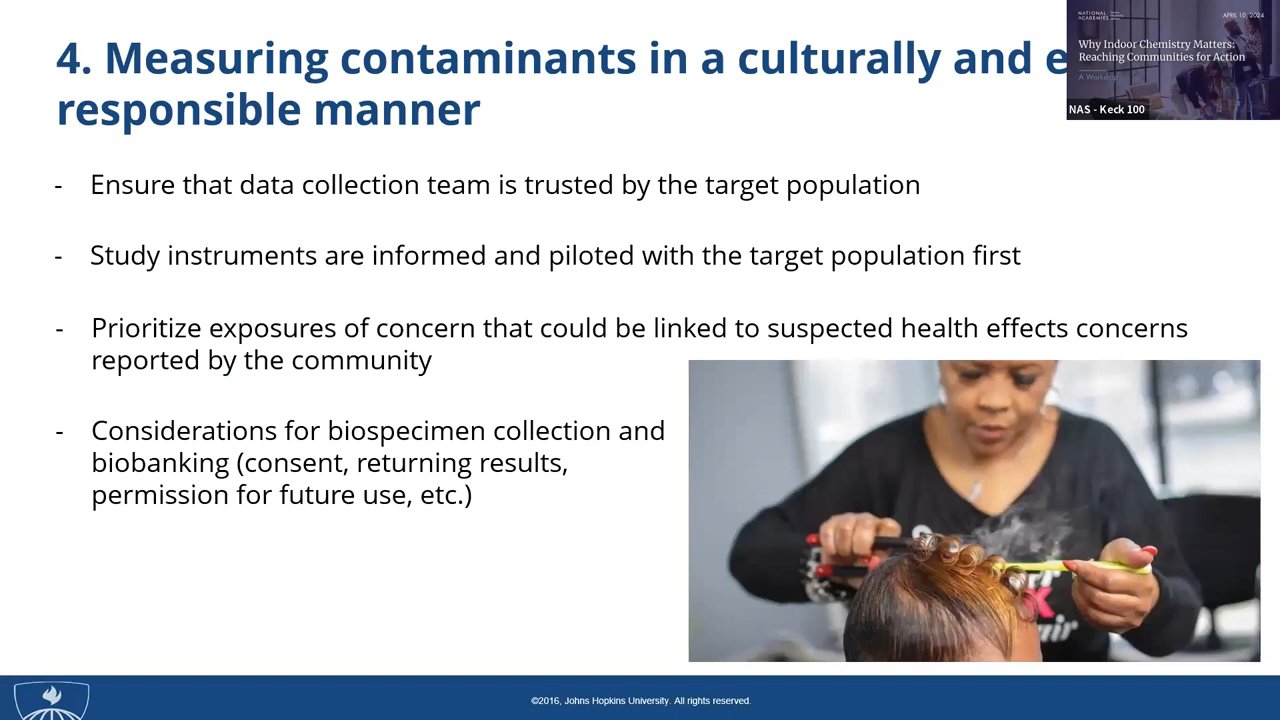 4. Measuring contaminants in a culturally and e
responsible manner
NATIONAL
ACADEMIES
APRIL 10, 2024
Why Indoor Chemistry Matters:
Reaching Communities for Action
A Workshop
NAS - Keck 100
- Ensure that data collection team is trusted by the target population
- Study instruments are informed and piloted with the target population first
- Prioritize exposures of concern that could be linked to suspected health effects concerns
reported by the community
- Considerations for biospecimen collection and
biobanking (consent, returning results,
permission for future use, etc.)
©2016, Johns Hopkins University. All rights reserved.